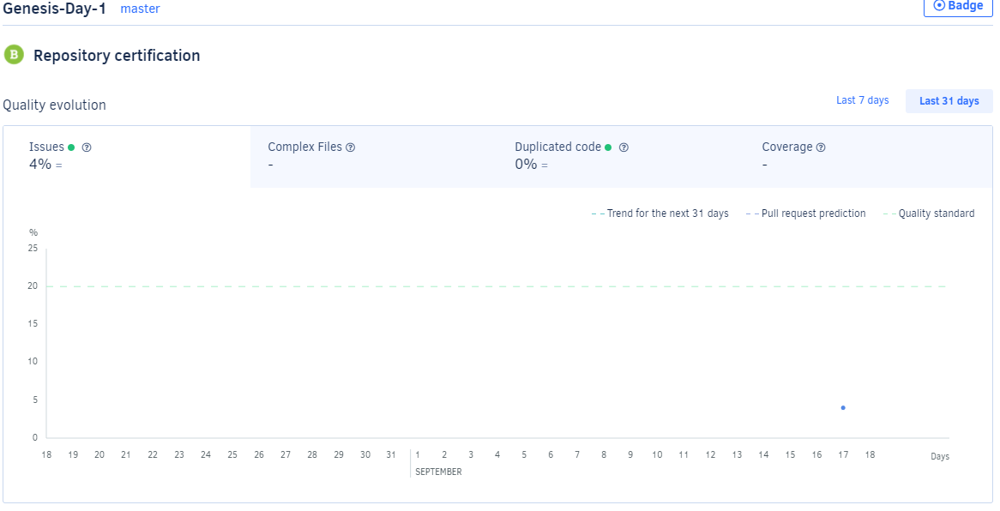 Genesis-Day-1 master
Badge
B Repository certification
Quality evolution
Last 7 days Last 31 days
Issues ? Complex Files ? Duplicated code ? Coverage ?
4% = - 0% = -
Trend for the next 31 days Pull request prediction Quality standard
%
25
20
15
10
5
0
18 19 20 21 22 23 24 25 26 27 28 29 30 31 1 2 3 4 5 6 7 8 9 10 11 12 13 14 15 16 17 18 Days
SEPTEMBER